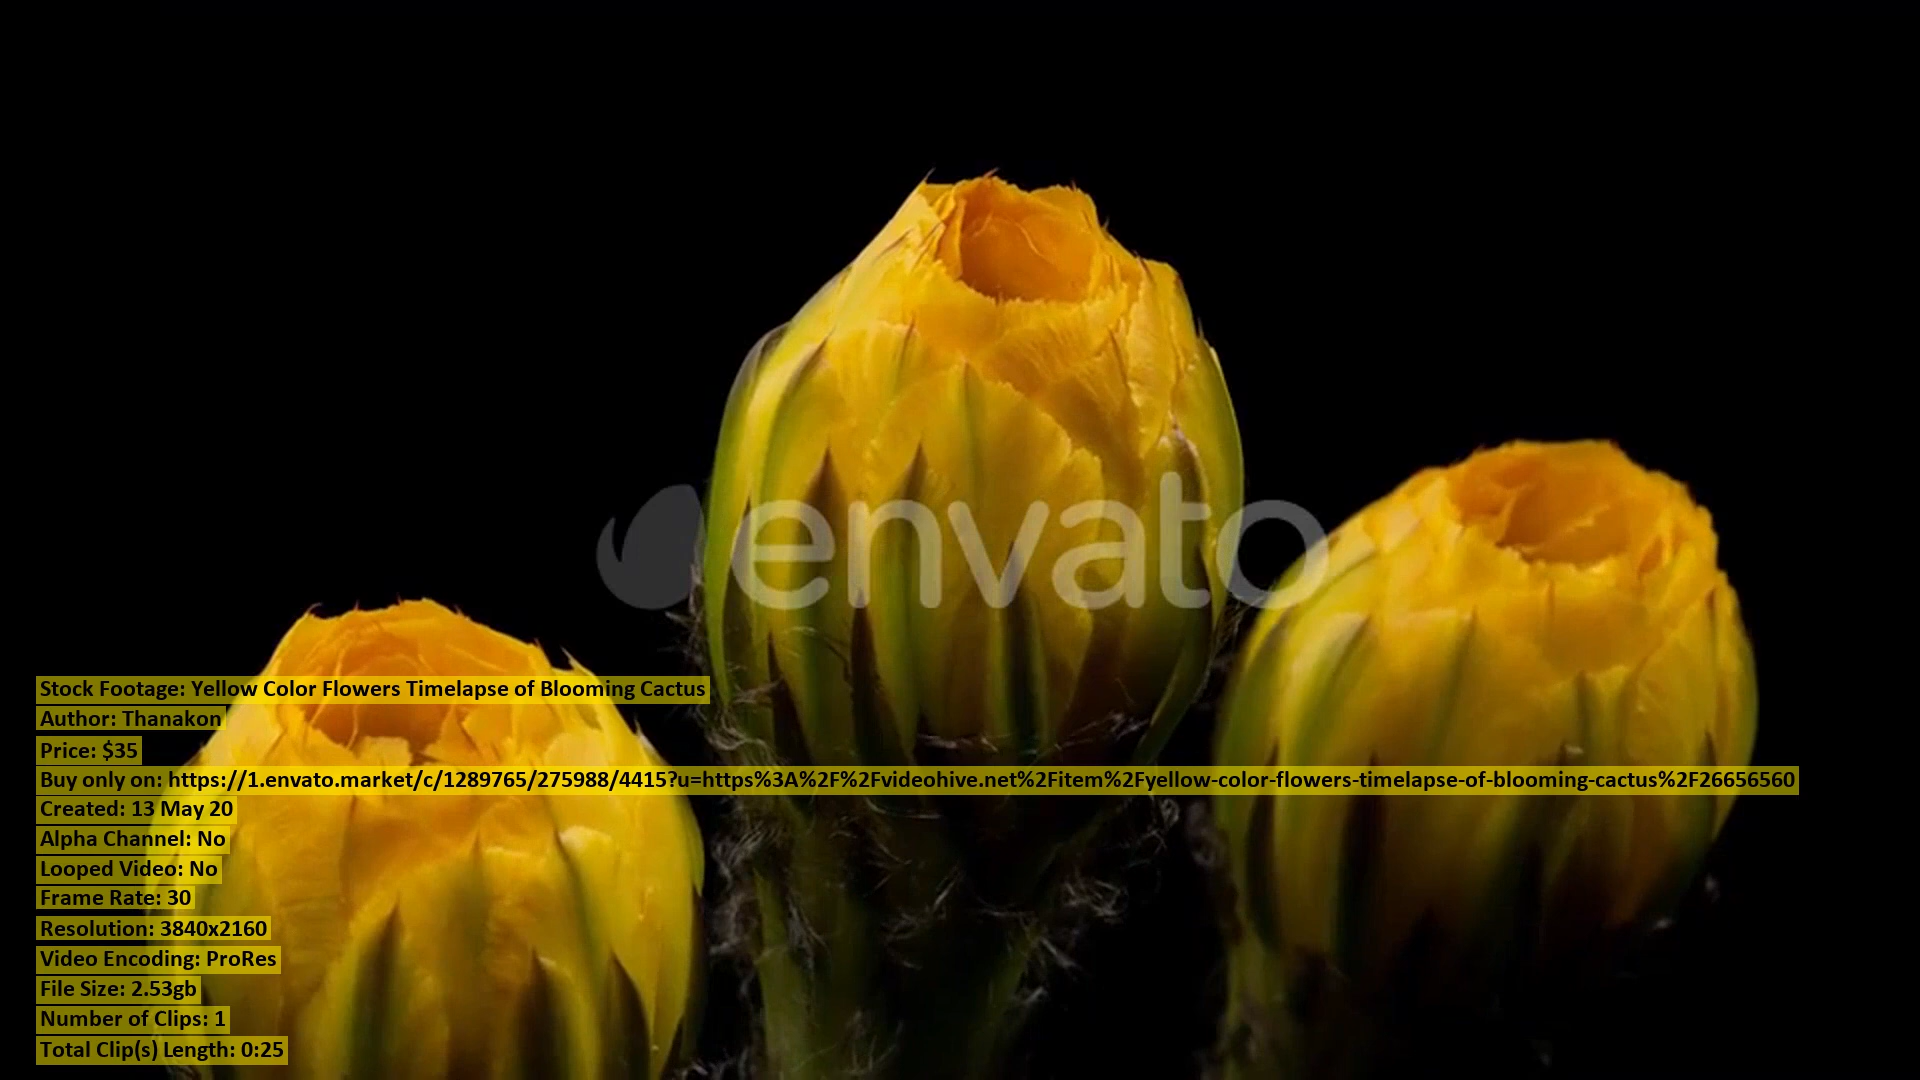 envato
Stock Footage: Yellow Color Flowers Timelapse of Blooming Cactus
Author: Thanakon
Price: $35
Buy only on: https://1.envato.market/c/1289765/275988/4415?u=https%3A%2F%2Fvideohive.net%2Fitem%2Fyellow-color-flowers-timelapse-of-blooming-cactus%2F26656560
Created: 13 May 20
Alpha Channel: No
Looped Video: No
Frame Rate: 30
Resolution: 3840x2160
Video Encoding: ProRes
File Size: 2.53gb
Number of Clips: 1
Total Clip(s) Length: 0:25